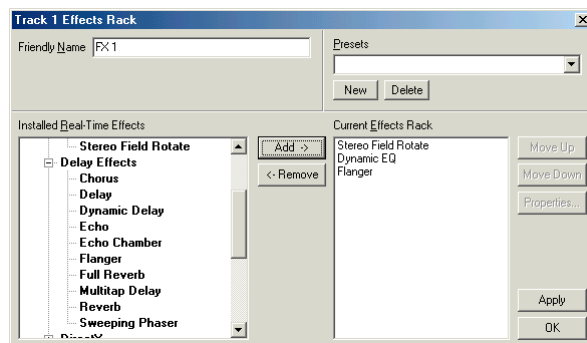 Track 1 Effects Rack
Friendly Name FX 1
Presets
New Delete
Installed Real-Time Effects
Stereo Field Rotate
Delay Effects
Chorus
Delay
Dynamic Delay
Echo
Echo Chamber
Flanger
Full Reverb
Multitap Delay
Reverb
Sweeping Phaser
DirectX
Add ->
<- Remove
Current Effects Rack
Stereo Field Rotate
Dynamic EQ
Flanger
Move Up
Move Down
Properties...
Apply
OK